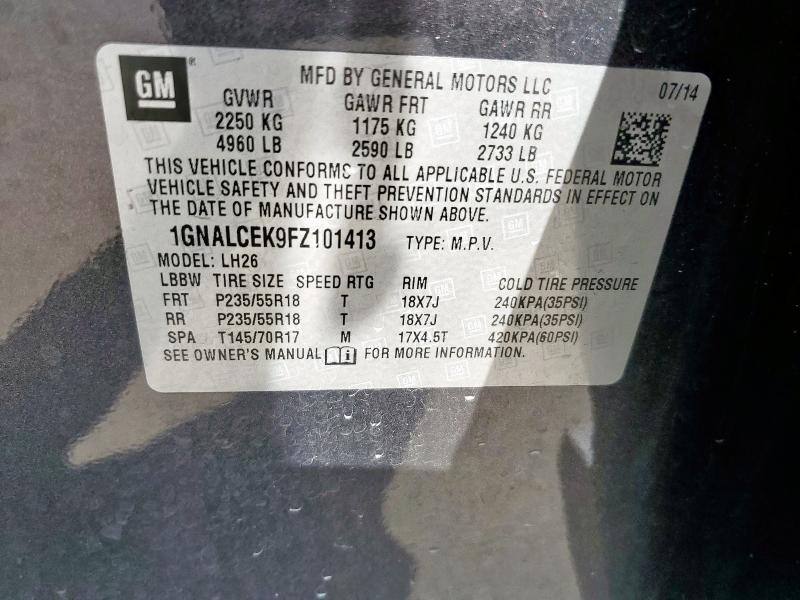 GM ®
MFD BY GENERAL MOTORS LLC
07/14
GVWR GAWR FRT GAWR RR
2250 KG 1175 KG 1240 KG
4960 LB 2590 LB 2733 LB
THIS VEHICLE CONFORMS TO ALL APPLICABLE U.S. FEDERAL MOTOR
VEHICLE SAFETY AND THEFT PREVENTION STANDARDS IN EFFECT ON
THE DATE OF MANUFACTURE SHOWN ABOVE.
1GNALCEK9FZ101413 TYPE: M.P.V.
MODEL: LH26
LBBW TIRE SIZE SPEED RTG RIM COLD TIRE PRESSURE
FRT P235/55R18 T 18X7J 240KPA(35PSI)
RR P235/55R18 T 18X7J 240KPA(35PSI)
SPA T145/70R17 M 17X4.5T 420KPA(60PSI)
SEE OWNER'S MANUAL i FOR MORE INFORMATION.